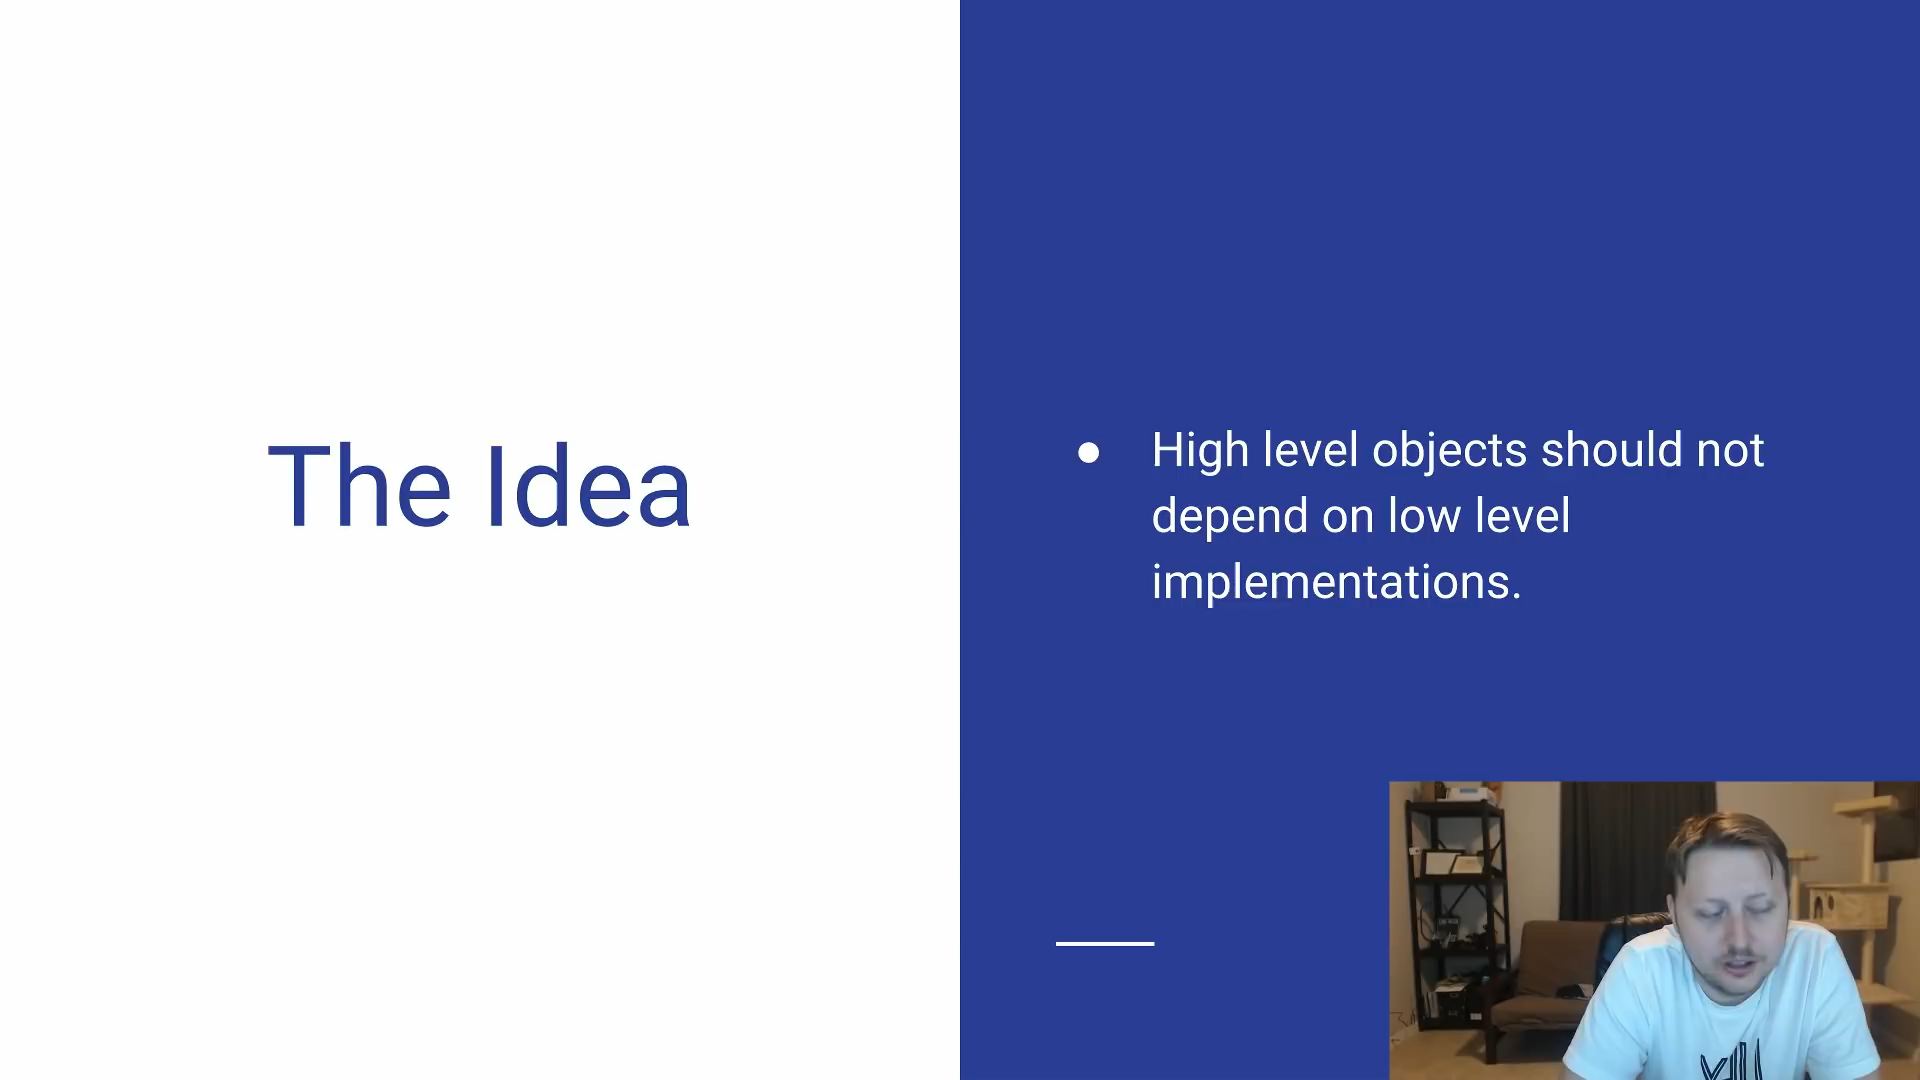 The Idea
● High level objects should not
depend on low level
implementations.